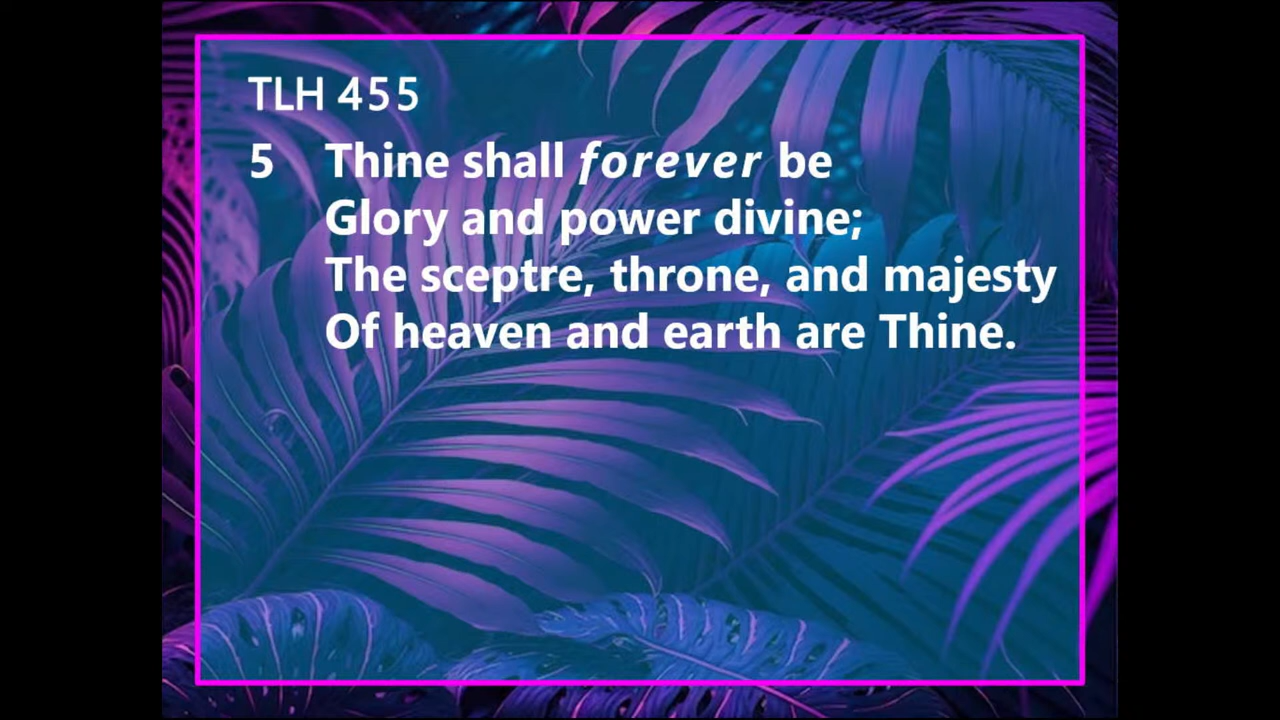 TLH 455
5 Thine shall forever be
Glory and power divine;
The sceptre, throne, and majesty
Of heaven and earth are Thine.